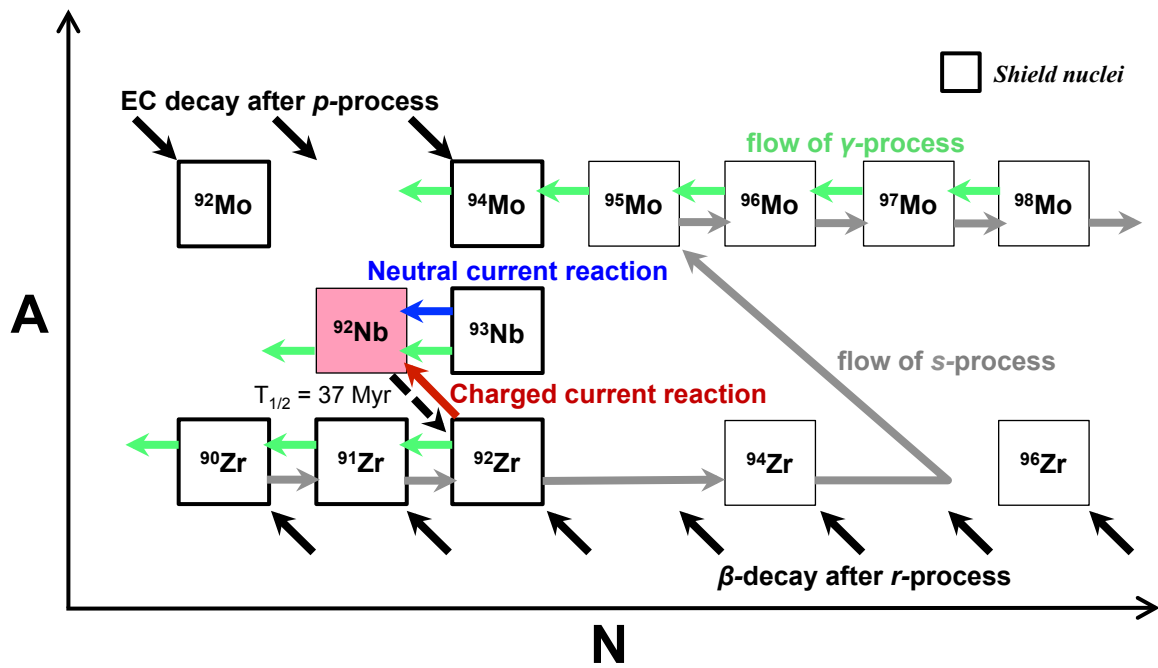 A
Shield nuclei
EC decay after p-process
flow of γ-process
⁹²Mo
⁹⁴Mo
⁹⁵Mo
⁹⁶Mo
⁹⁷Mo
⁹⁸Mo
Neutral current reaction
⁹²Nb
⁹³Nb
flow of s-process
T₁/₂ = 37 Myr
Charged current reaction
⁹⁰Zr
⁹¹Zr
⁹²Zr
⁹⁴Zr
⁹⁶Zr
β-decay after r-process
N